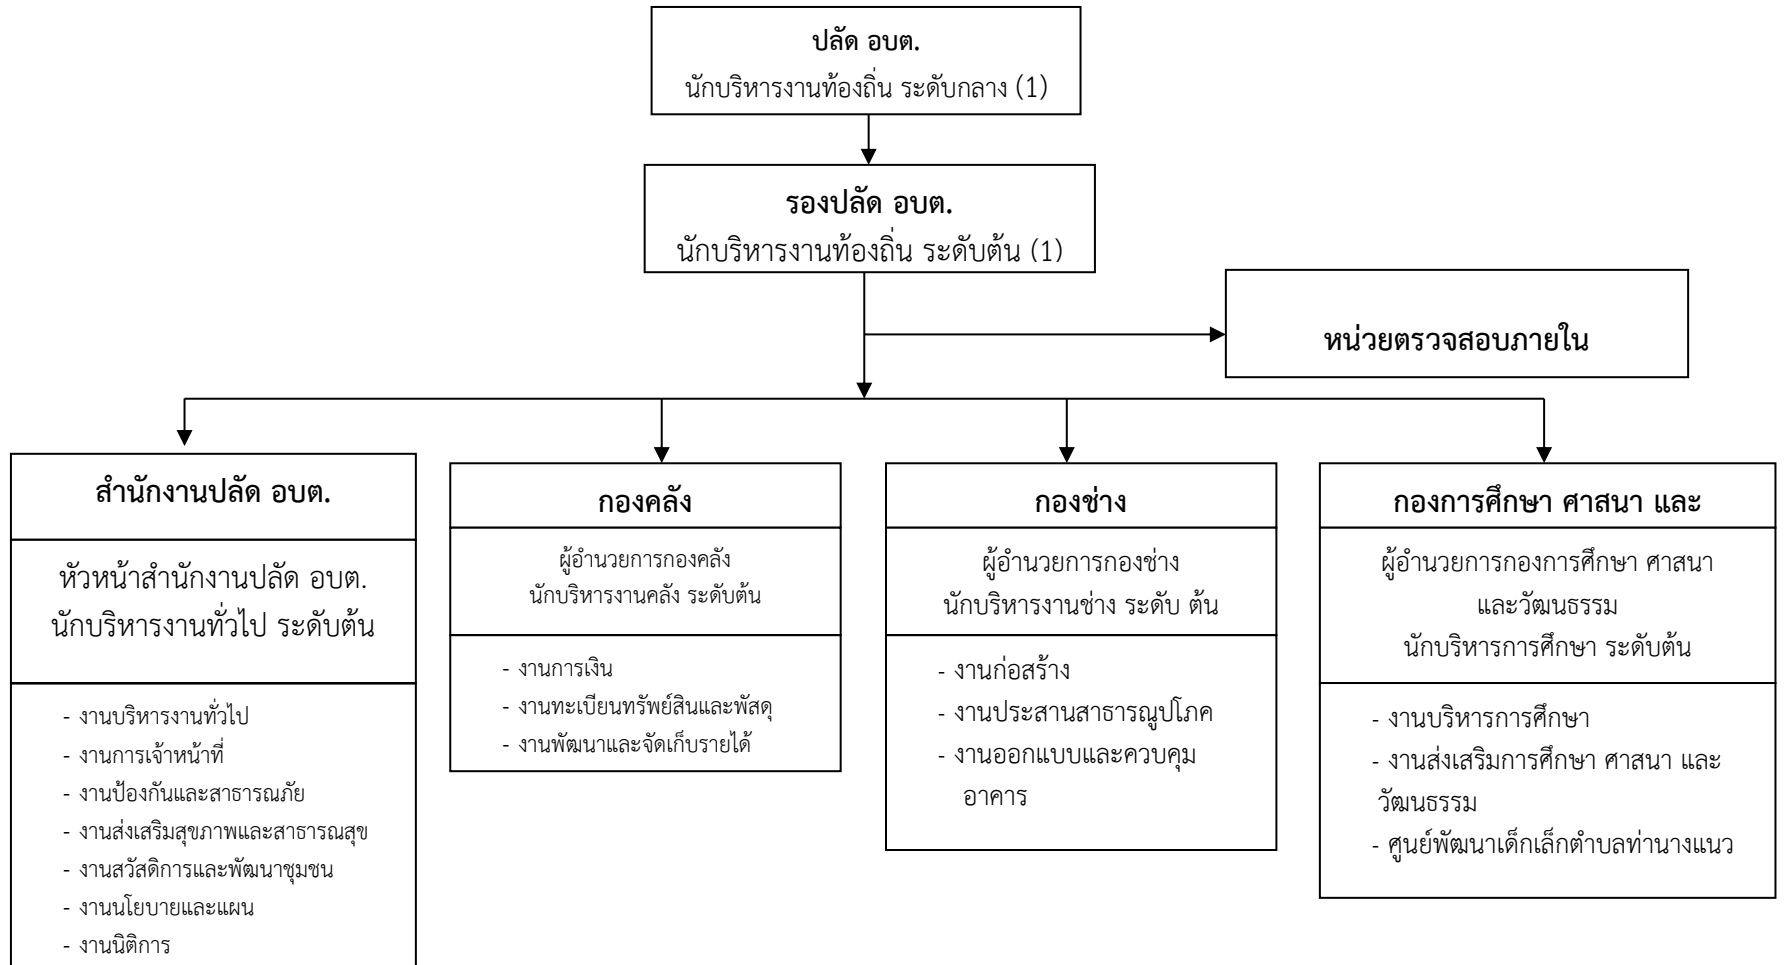 ปลัด อบต.
นักบริหารงานท้องถิ่น ระดับกลาง (1)
รองปลัด อบต.
นักบริหารงานท้องถิ่น ระดับต้น (1)
หน่วยตรวจสอบภายใน
สำนักงานปลัด อบต.
หัวหน้าสำนักงานปลัด อบต.
นักบริหารงานทั่วไป ระดับต้น
- งานบริหารงานทั่วไป
- งานการเจ้าหน้าที่
- งานป้องกันและสาธารณภัย
- งานส่งเสริมสุขภาพและสาธารณสุข
- งานสวัสดิการและพัฒนาชุมชน
- งานนโยบายและแผน
- งานนิติการ
กองคลัง
ผู้อำนวยการกองคลัง
นักบริหารงานคลัง ระดับต้น
- งานการเงิน
- งานทะเบียนทรัพย์สินและพัสดุ
- งานพัฒนาและจัดเก็บรายได้
กองช่าง
ผู้อำนวยการกองช่าง
นักบริหารงานช่าง ระดับ ต้น
- งานก่อสร้าง
- งานประสานสาธารณูปโภค
- งานออกแบบและควบคุม
อาคาร
กองการศึกษา ศาสนา และ
ผู้อำนวยการกองการศึกษา ศาสนา
และวัฒนธรรม
นักบริหารการศึกษา ระดับต้น
- งานบริหารการศึกษา
- งานส่งเสริมการศึกษา ศาสนา และ
วัฒนธรรม
- ศูนย์พัฒนาเด็กเล็กตำบลท่านางแนว